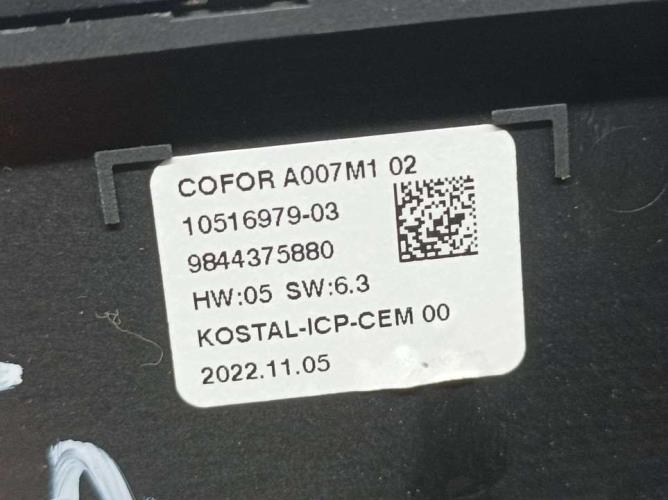 COFOR A007M1 02
10516979-03
9844375880
HW:05 SW:6.3
KOSTAL-ICP-CEM 00
2022.11.05